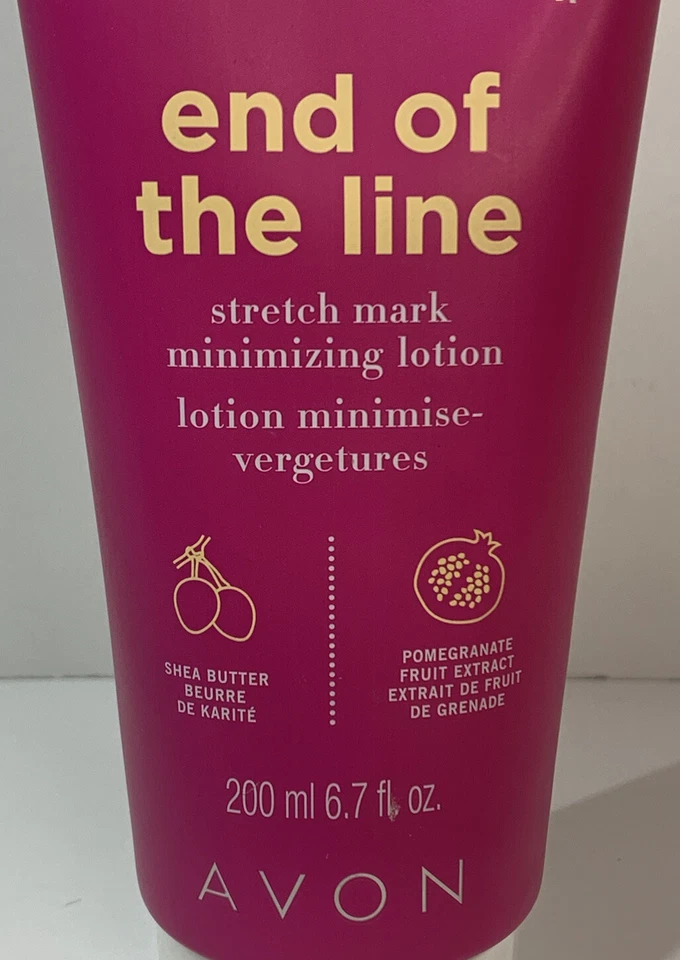 end of
the line
stretch mark
minimizing lotion
lotion minimise-
vergetures
SHEA BUTTER
BEURRE
DE KARITÉ
POMEGRANATE
FRUIT EXTRACT
EXTRAIT DE FRUIT
DE GRENADE
200 ml 6.7 fl. oz.
AVON